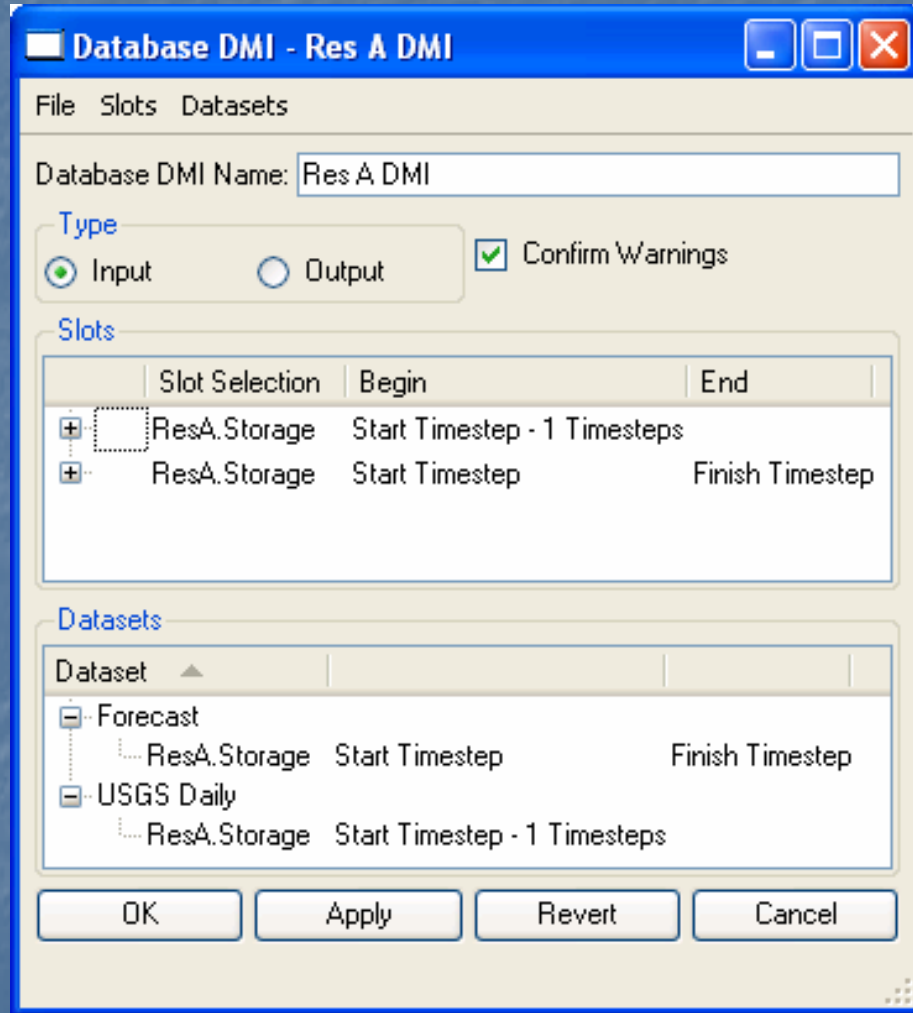 Database DMI - Res A DMI
File Slots Datasets
Database DMI Name: Res A DMI
Type
Input Output Confirm Warnings
Slots
Slot Selection Begin End
ResA.Storage Start Timestep - 1 Timesteps
ResA.Storage Start Timestep Finish Timestep
Datasets
Dataset
Forecast
ResA.Storage Start Timestep Finish Timestep
USGS Daily
ResA.Storage Start Timestep - 1 Timesteps
OK Apply Revert Cancel